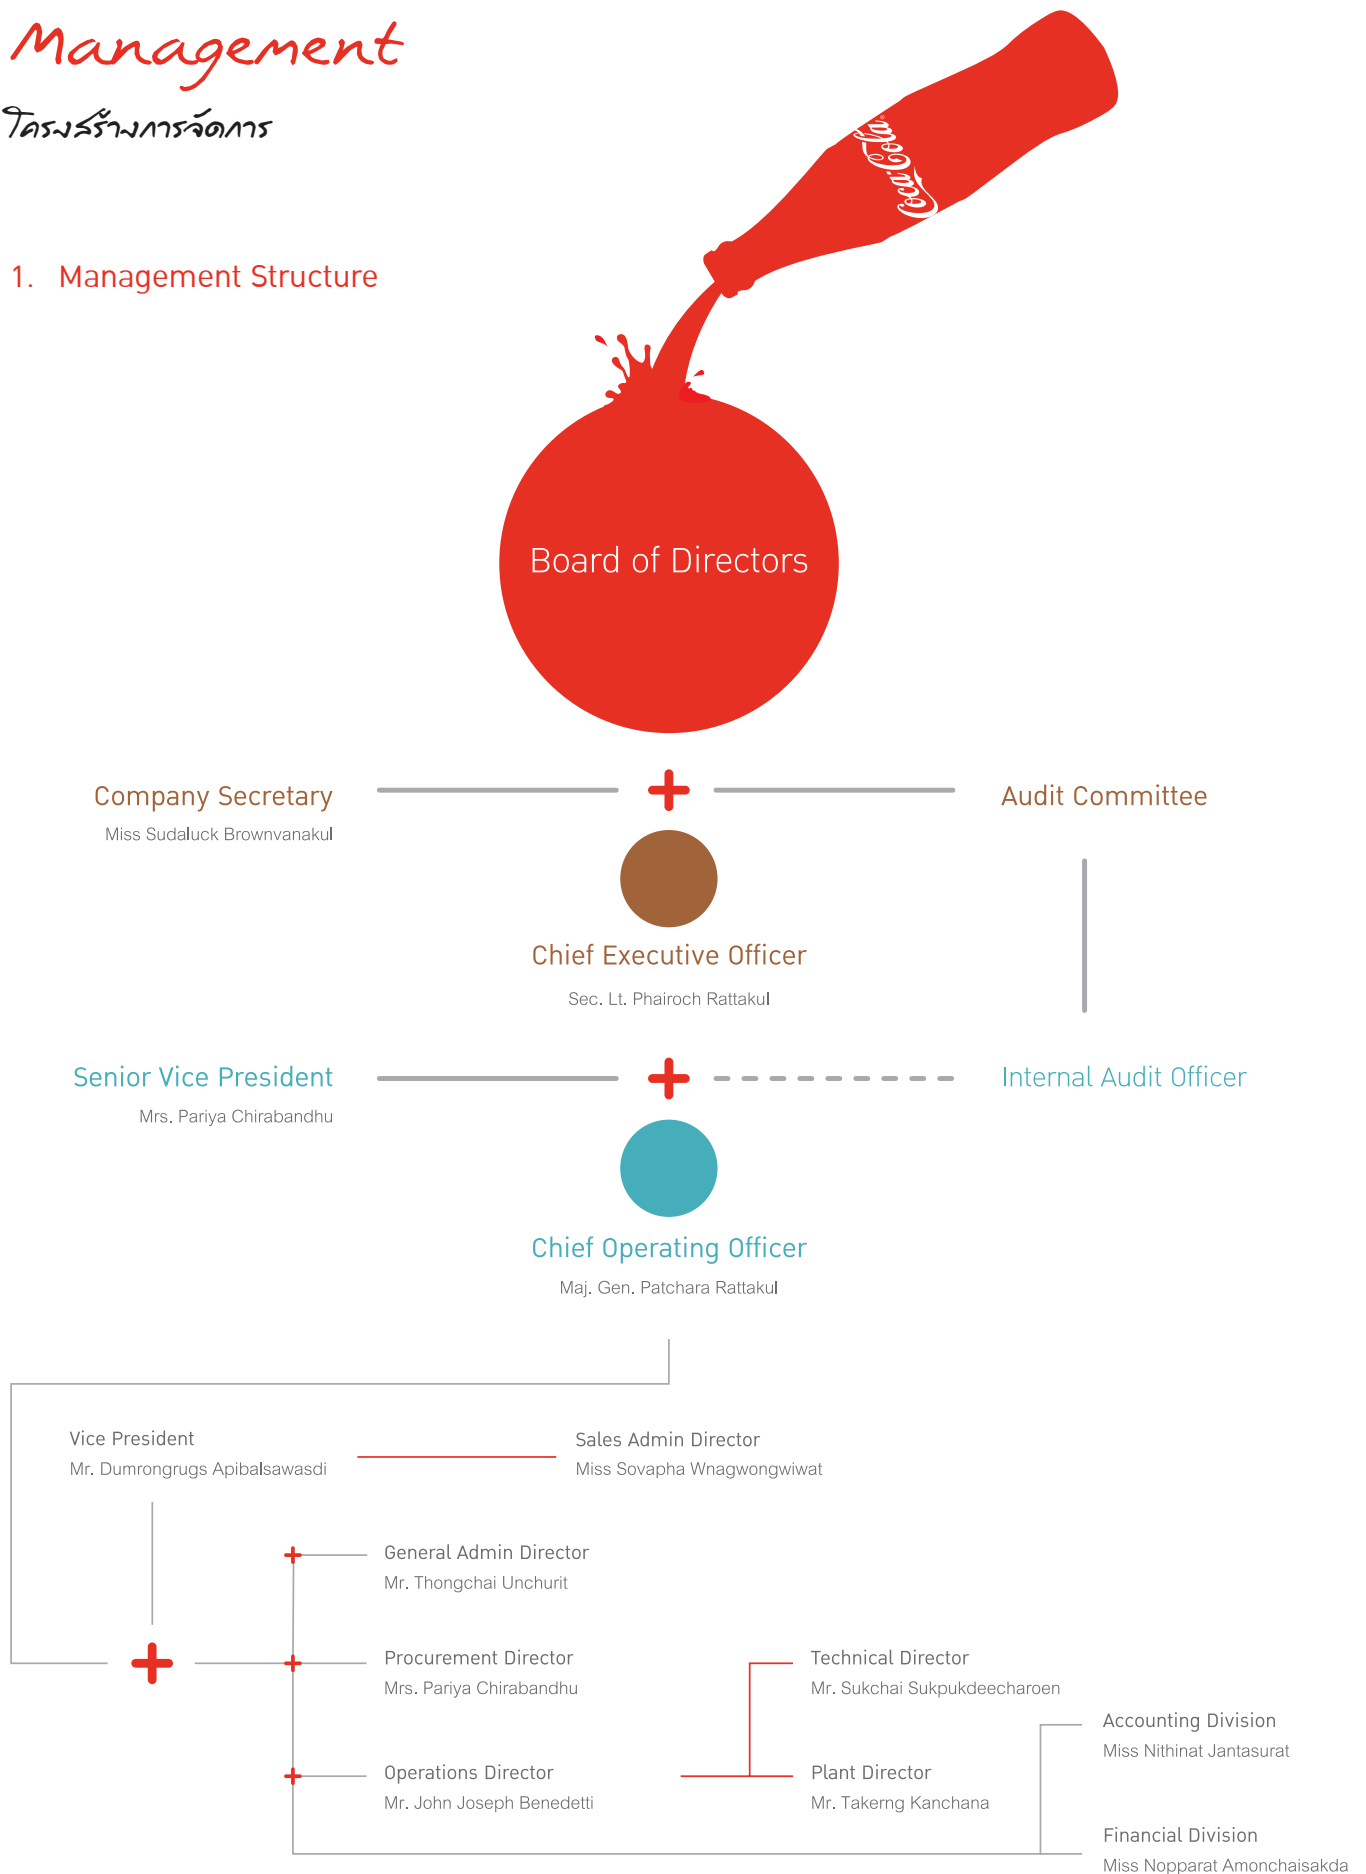 Management
โครงสร้างการจัดการ
Coca-Cola
1. Management Structure
Board of Directors
Company Secretary
Miss Sudaluck Brownvanakul
Audit Committee
Chief Executive Officer
Sec. Lt. Phairoch Rattakul
Senior Vice President
Mrs. Pariya Chirabandhu
Internal Audit Officer
Chief Operating Officer
Maj. Gen. Patchara Rattakul
Vice President
Mr. Dumrongrugs Apibalsawasdi
Sales Admin Director
Miss Sovapha Wnagwongwiwat
General Admin Director
Mr. Thongchai Unchurit
Procurement Director
Mrs. Pariya Chirabandhu
Technical Director
Mr. Sukchai Sukpukdeecharoen
Accounting Division
Miss Nithinat Jantasurat
Operations Director
Mr. John Joseph Benedetti
Plant Director
Mr. Takerng Kanchana
Financial Division
Miss Nopparat Amonchaisakda